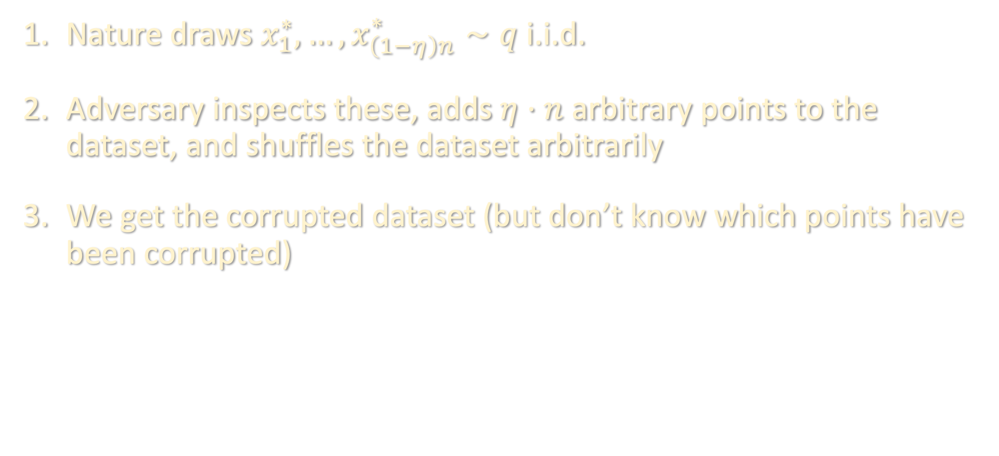 1. Nature draws $x_1^*, \ldots, x_{(1-\eta)n}^* \sim q$ i.i.d.
2. Adversary inspects these, adds $\eta \cdot n$ arbitrary points to the
dataset, and shuffles the dataset arbitrarily
3. We get the corrupted dataset (but don’t know which points have
been corrupted)